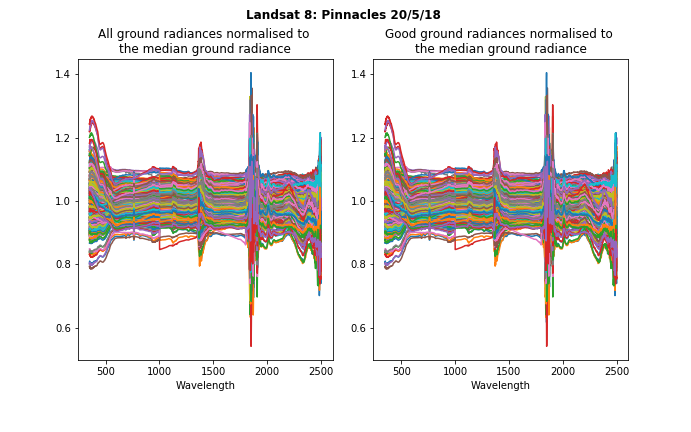 Landsat 8: Pinnacles 20/5/18
All ground radiances normalised to
the median ground radiance
Good ground radiances normalised to
the median ground radiance
1.4
1.2
1.0
0.8
0.6
500
1000
1500
2000
2500
Wavelength
1.4
1.2
1.0
0.8
0.6
500
1000
1500
2000
2500
Wavelength